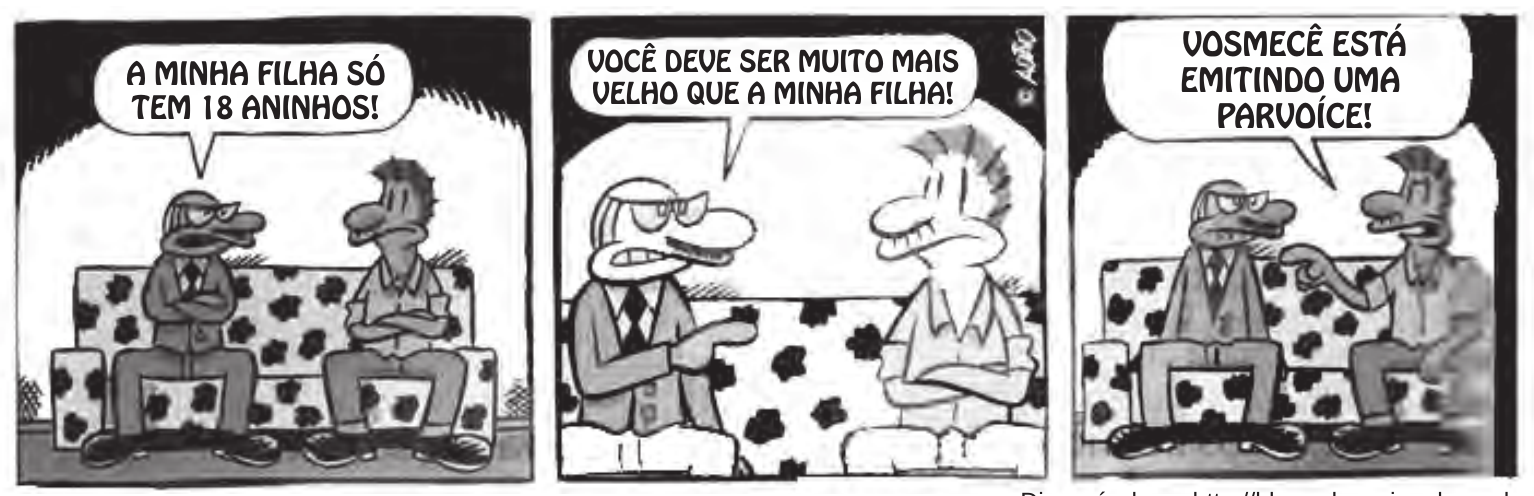 A MINHA FILHA SÓ
TEM 18 ANINHOS!
VOCÊ DEVE SER MUITO MAIS
VELHO QUE A MINHA FILHA!
© ADÃO
VOSMECÊ ESTÁ
EMITINDO UMA
PARVOÍCE!